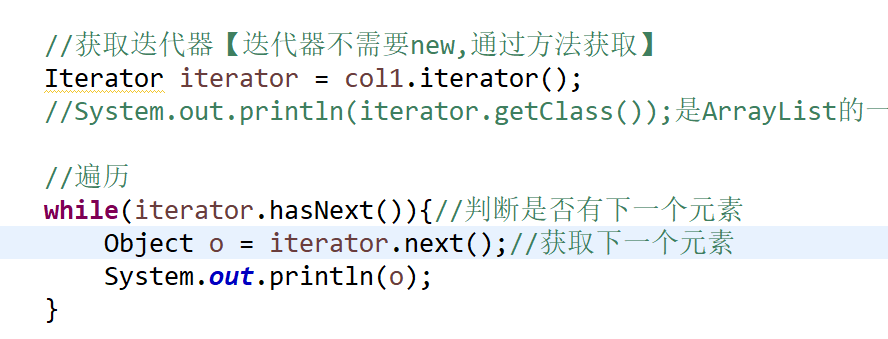 //获取迭代器【迭代器不需要new,通过方法获取】
Iterator iterator = col1.iterator();
//System.out.println(iterator.getClass());是ArrayList的一
//遍历
while(iterator.hasNext()){//判断是否有下一个元素
Object o = iterator.next();//获取下一个元素
System.out.println(o);
}